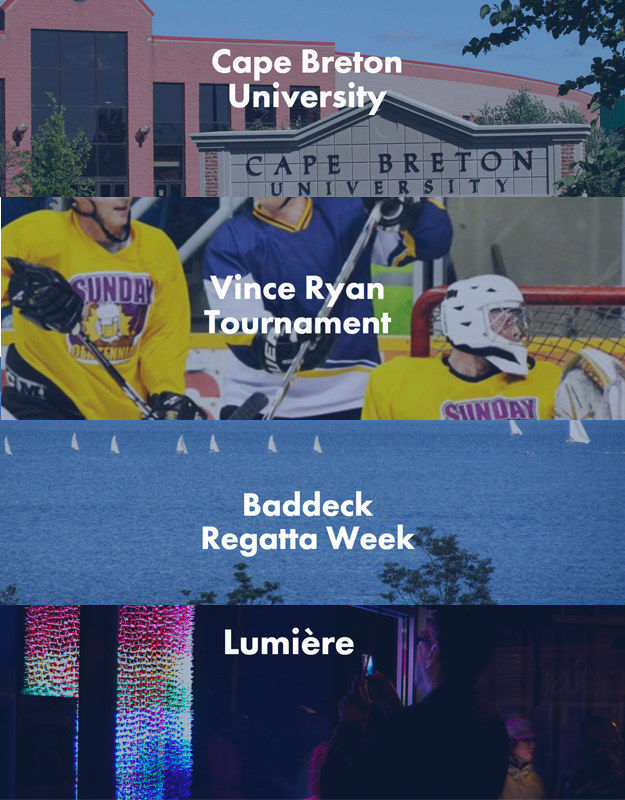 Cape Breton
University
CAPE BRETON
UNIVERSITY
Vince Ryan
Tournament
SUNDAY
SUNDAY
Baddeck
Regatta Week
Lumière